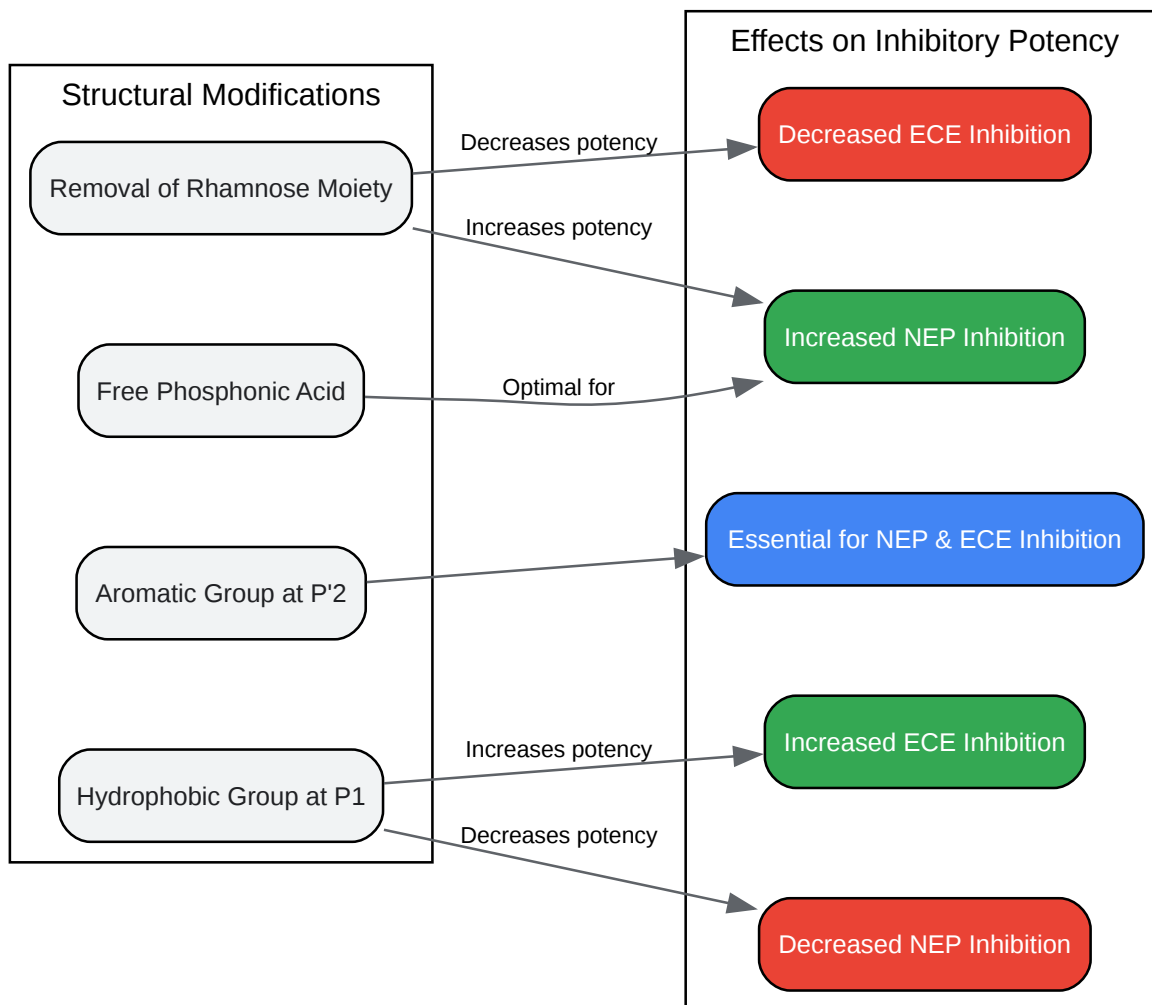 Structural Modifications
Removal of Rhamnose Moiety
Free Phosphonic Acid
Aromatic Group at P'2
Hydrophobic Group at P1
Decreases potency
Increases potency
Optimal for
Increases potency
Decreases potency
Effects on Inhibitory Potency
Decreased ECE Inhibition
Increased NEP Inhibition
Essential for NEP & ECE Inhibition
Increased ECE Inhibition
Decreased NEP Inhibition